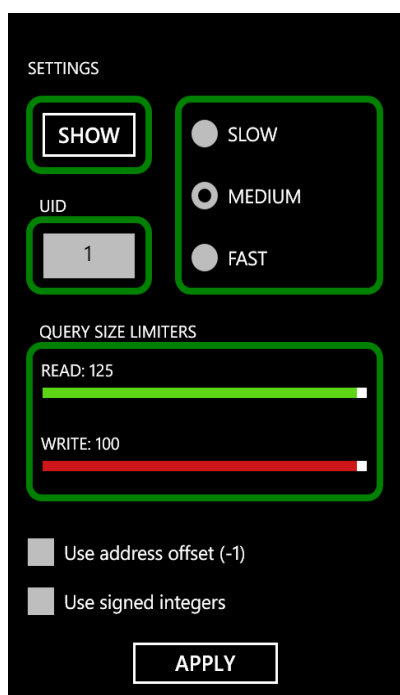 SETTINGS
SHOW
SLOW
MEDIUM
UID
1
FAST
QUERY SIZE LIMITERS
READ: 125
WRITE: 100
Use address offset (-1)
Use signed integers
APPLY